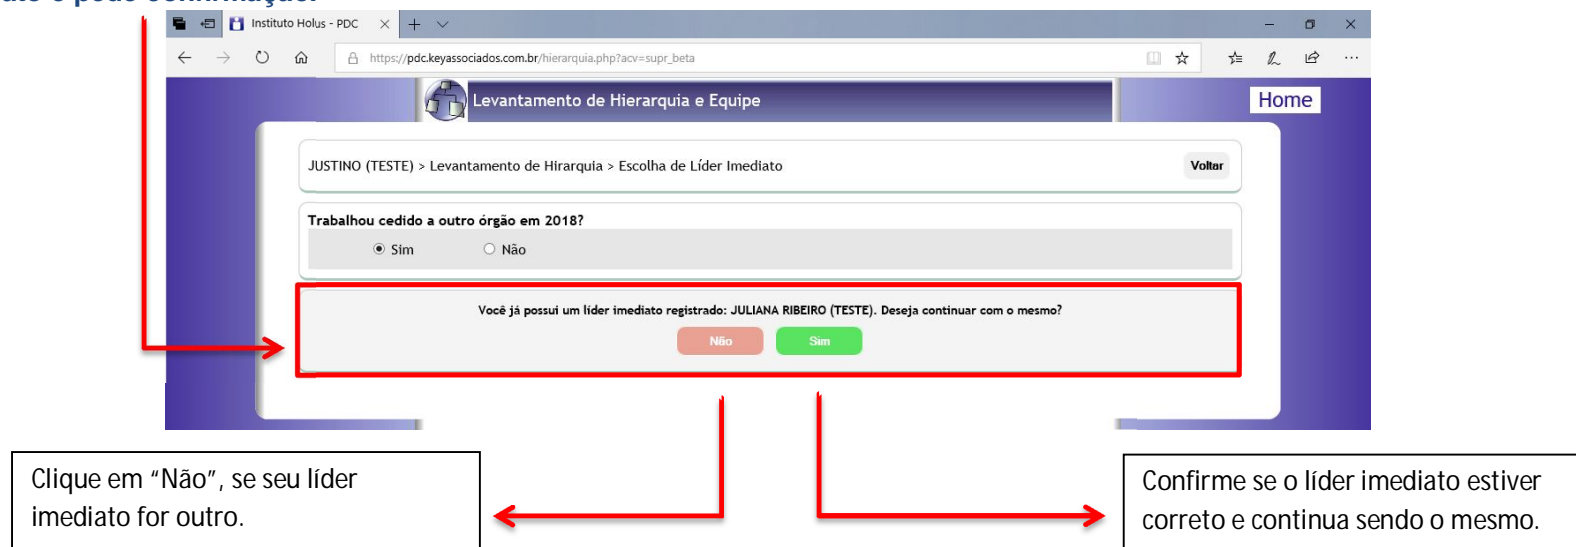 Instituto Holus - PDC
https://pdc.keyassociados.com.br/hierarquia.php?acv=supr_beta
Levantamento de Hierarquia e Equipe
Home
JUSTINO (TESTE) > Levantamento de Hirarquia > Escolha de Líder Imediato
Voltar
Trabalhou cedido a outro órgão em 2018?
Sim Não
Você já possui um líder imediato registrado: JULIANA RIBEIRO (TESTE). Deseja continuar com o mesmo?
Não Sim
Clique em “Não”, se seu líder
imediato for outro.
Confirme se o líder imediato estiver
correto e continua sendo o mesmo.